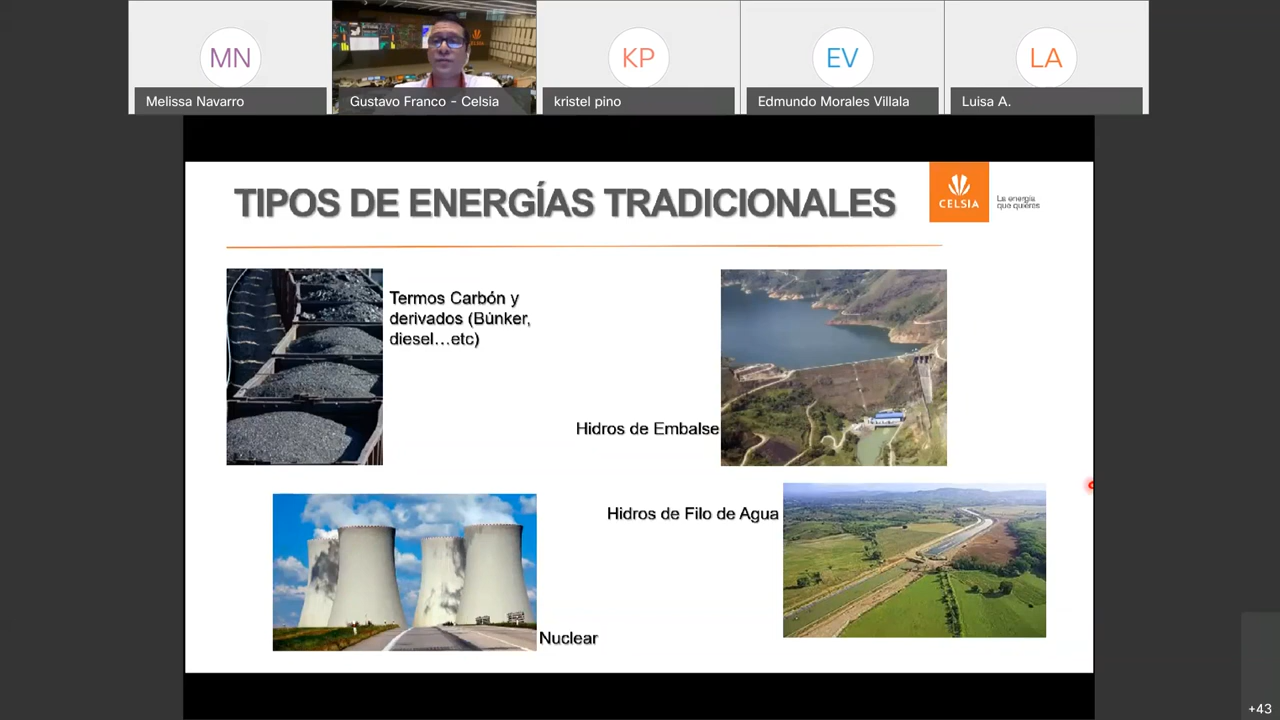 MN
KP
EV
LA
CELSIA
Melissa Navarro
Gustavo Franco - Celsia
kristel pino
Edmundo Morales Villala
Luisa A.
TIPOS DE ENERGÍAS TRADICIONALES
CELSIA
La energía
que quieres
Termos Carbón y
derivados (Búnker,
diesel...etc)
Hidros de Embalse
Hidros de Filo de Agua
Nuclear
+43